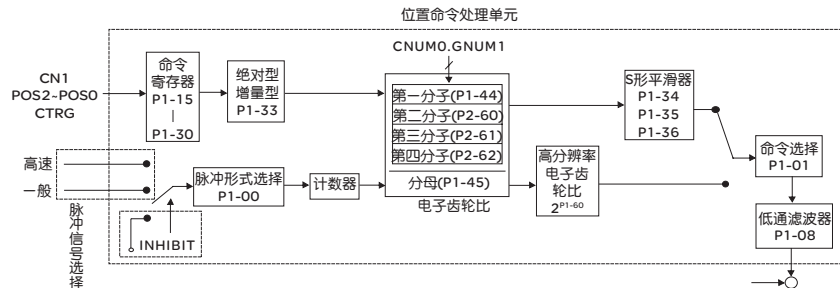 位置命令处理单元
CNUM0.GNUM1
CN1
POS2~POS0
CTRG
命令
寄存器
P1-15
|
P1-30
绝对型
增量型
P1-33
第一分子(P1-44)
第二分子(P2-60)
第三分子(P2-61)
第四分子(P2-62)
分母(P1-45)
电子齿轮比
S形平滑器
P1-34
P1-35
P1-36
高速
一般
脉冲信号选择
INHIBIT
脉冲形式选择
P1-00
计数器
高分辨率
电子齿
轮比
2P1-60
命令选择
P1-01
低通滤波器
P1-08